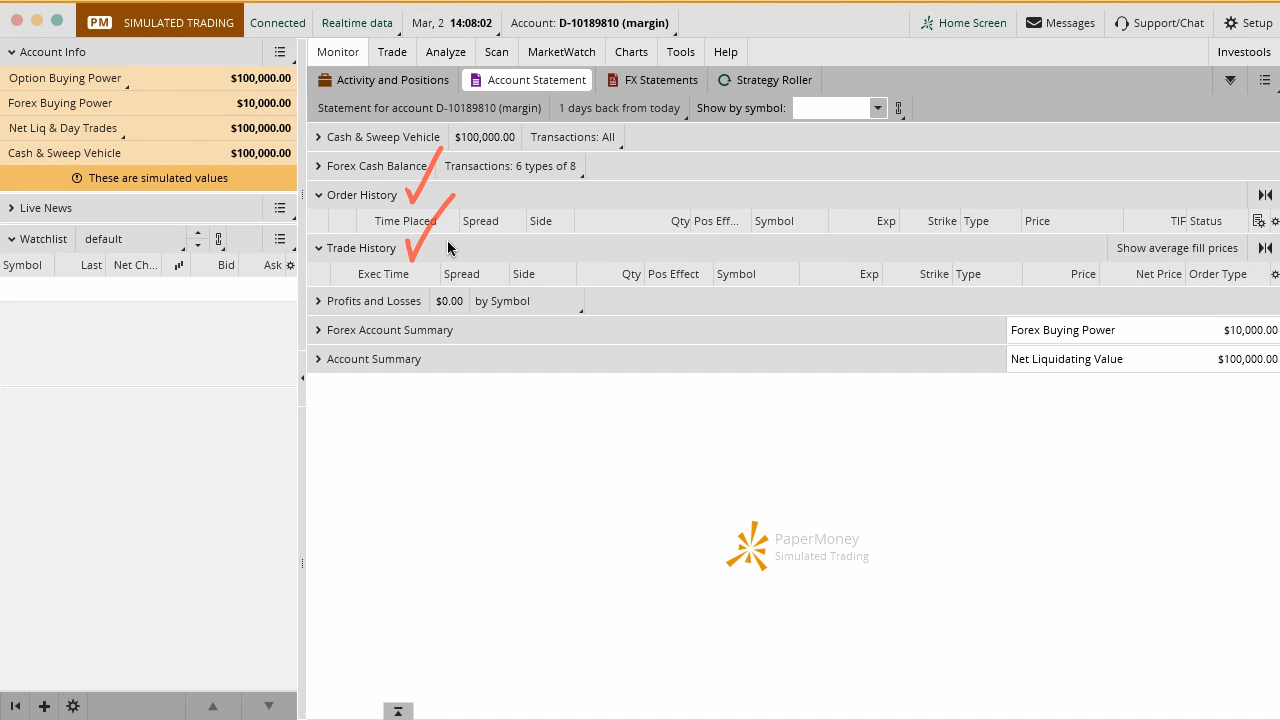 PM SIMULATED TRADING Connected Realtime data Mar, 2 14:08:02 Account: D-10189810 (margin) Home Screen Messages Support/Chat Setup
Account Info
Option Buying Power $100,000.00
Forex Buying Power $10,000.00
Net Liq & Day Trades $100,000.00
Cash & Sweep Vehicle $100,000.00
These are simulated values
Live News
Watchlist default
Symbol Last Net Ch... Bid Ask
Monitor Trade Analyze Scan MarketWatch Charts Tools Help Investools
Activity and Positions Account Statement FX Statements Strategy Roller
Statement for account D-10189810 (margin) 1 days back from today Show by symbol:
Cash & Sweep Vehicle $100,000.00 Transactions: All
Forex Cash Balance Transactions: 6 types of 8
Order History
Time Placed Spread Side Qty Pos Eff... Symbol Exp Strike Type Price TIF Status
Trade History Show average fill prices
Exec Time Spread Side Qty Pos Effect Symbol Exp Strike Type Price Net Price Order Type
Profits and Losses $0.00 by Symbol
Forex Account Summary Forex Buying Power $10,000.00
Account Summary Net Liquidating Value $100,000.00
PaperMoney
Simulated Trading